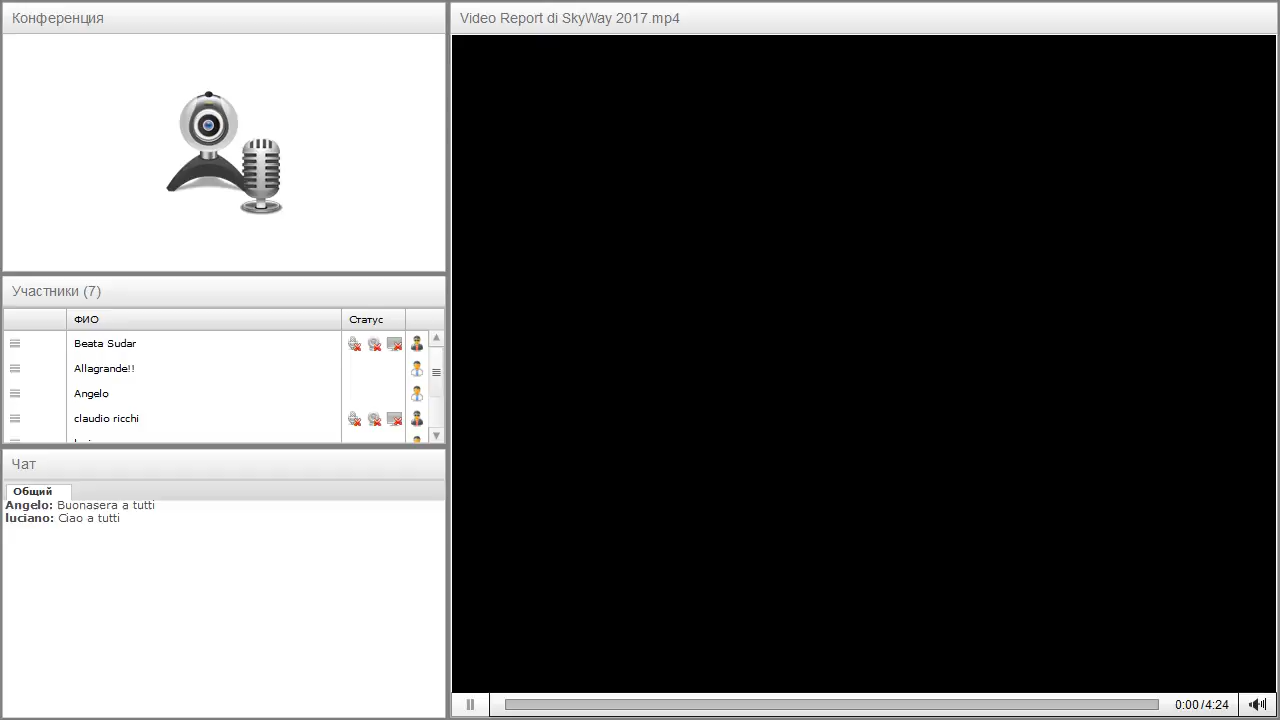 Конференция
Video Report di SkyWay 2017.mp4
Участники (7)
ФИО Статус
Beata Sudar
Allagrande!!
Angelo
claudio ricchi
Чат
Общий
Angelo: Buonasera a tutti
luciano: Ciao a tutti
0:00/4:24